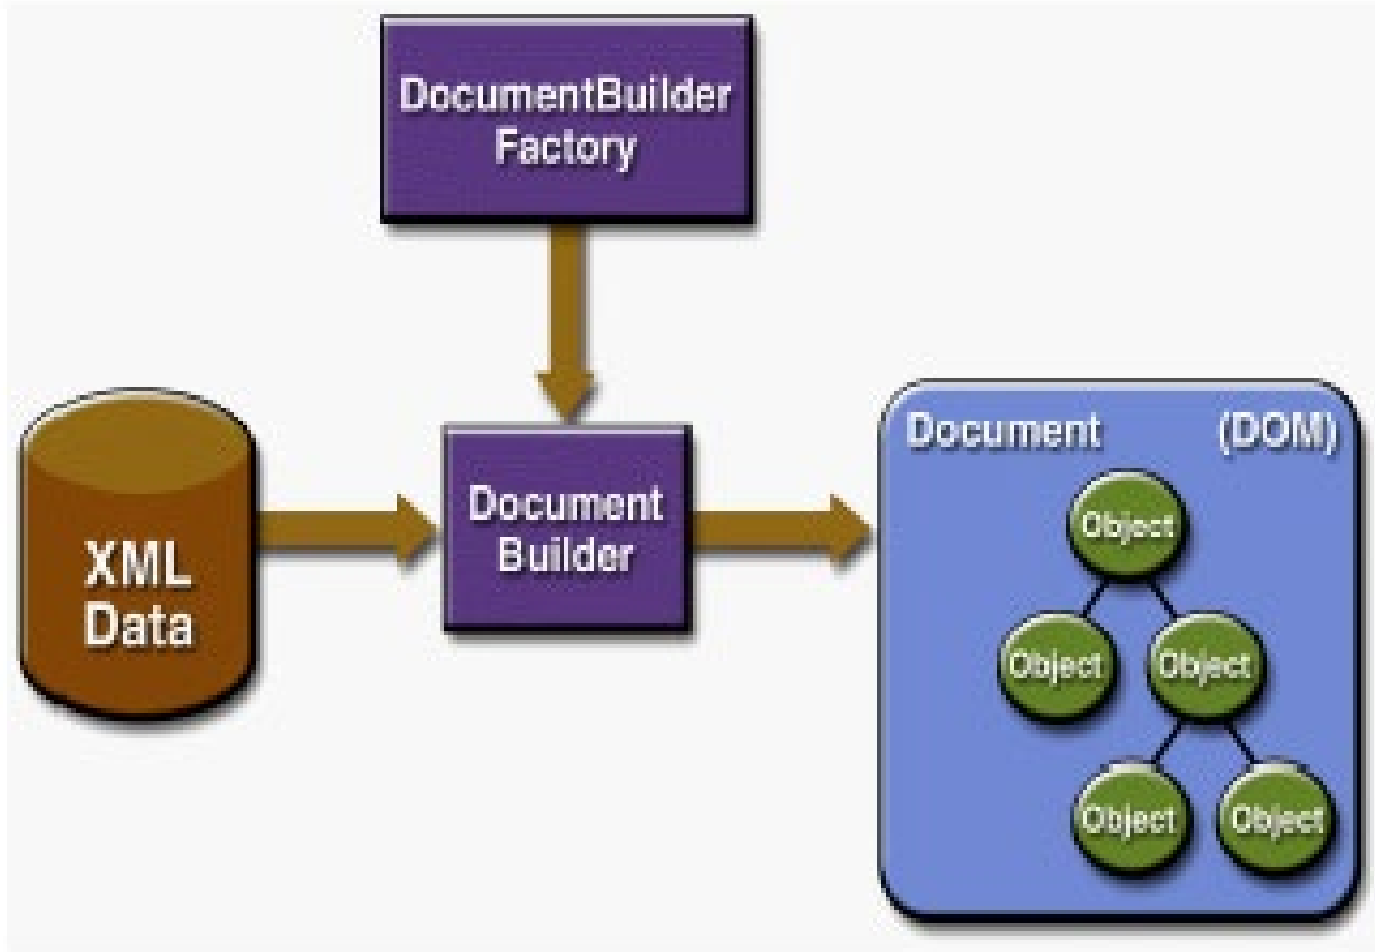 DocumentBuilder
Factory
XML
Data
Document
Builder
Document (DOM)
Object
Object Object
Object Object